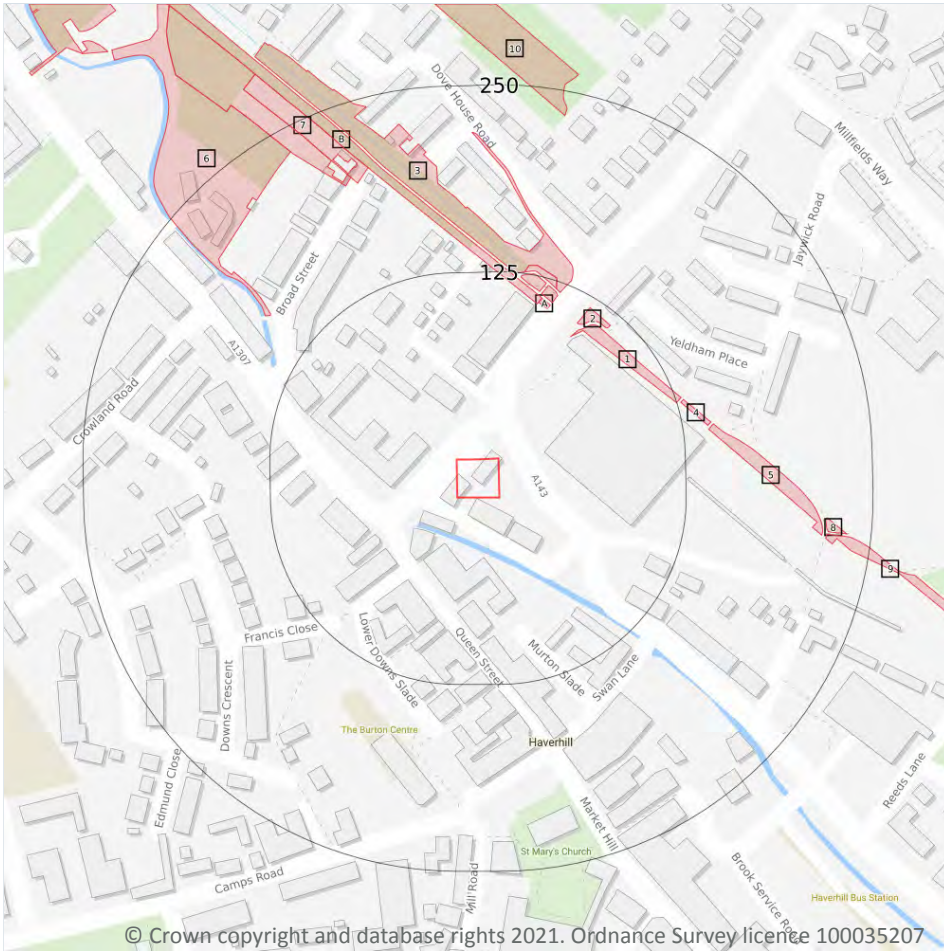 10
Dove House Road
250
Millfields Way
7
B
6
3
Jaywick Road
125
Broad Street
A
2
Yeldham Place
A1307
1
Crowland Road
4
A143
5
8
9
Francis Close
Lower Downs Slade
Queen Street
Murton Slade
Swan Lane
Downs Crescent
The Burton Centre
Haverhill
Edmund Close
Reeds Lane
Market Hill
St Mary's Church
Camps Road
Mill Road
Brook Service Road
Haverhill Bus Station
© Crown copyright and database rights 2021. Ordnance Survey licence 100035207